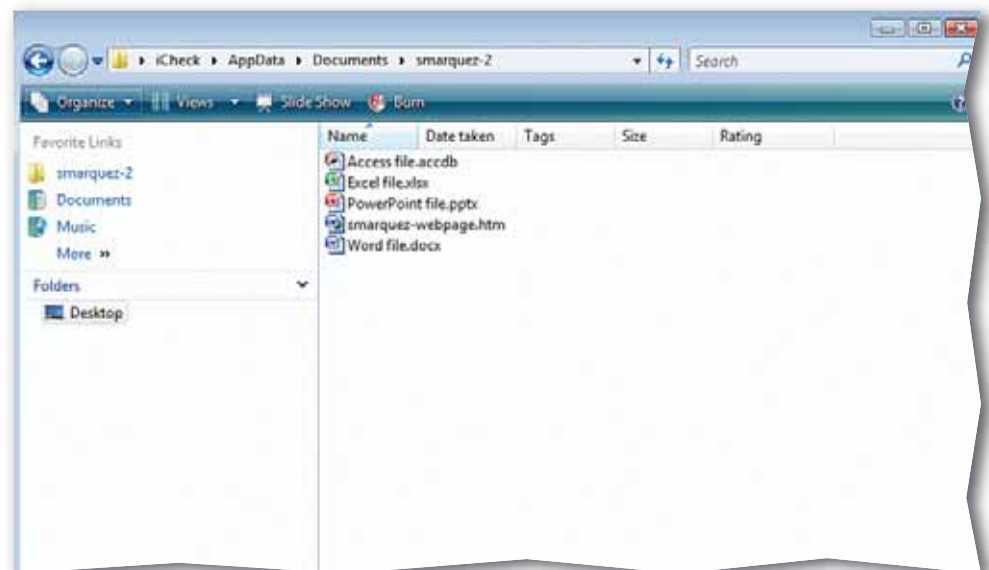 iCheck AppData Documents smarquez-2 Search
Organize Views Slide Show Burn
Favorite Links
smarquez-2
Documents
Music
More »
Folders
Desktop
Name Date taken Tags Size Rating
Access file.accdb
Excel file.xlsx
PowerPoint file.pptx
smarquez-webpage.htm
Word file.docx